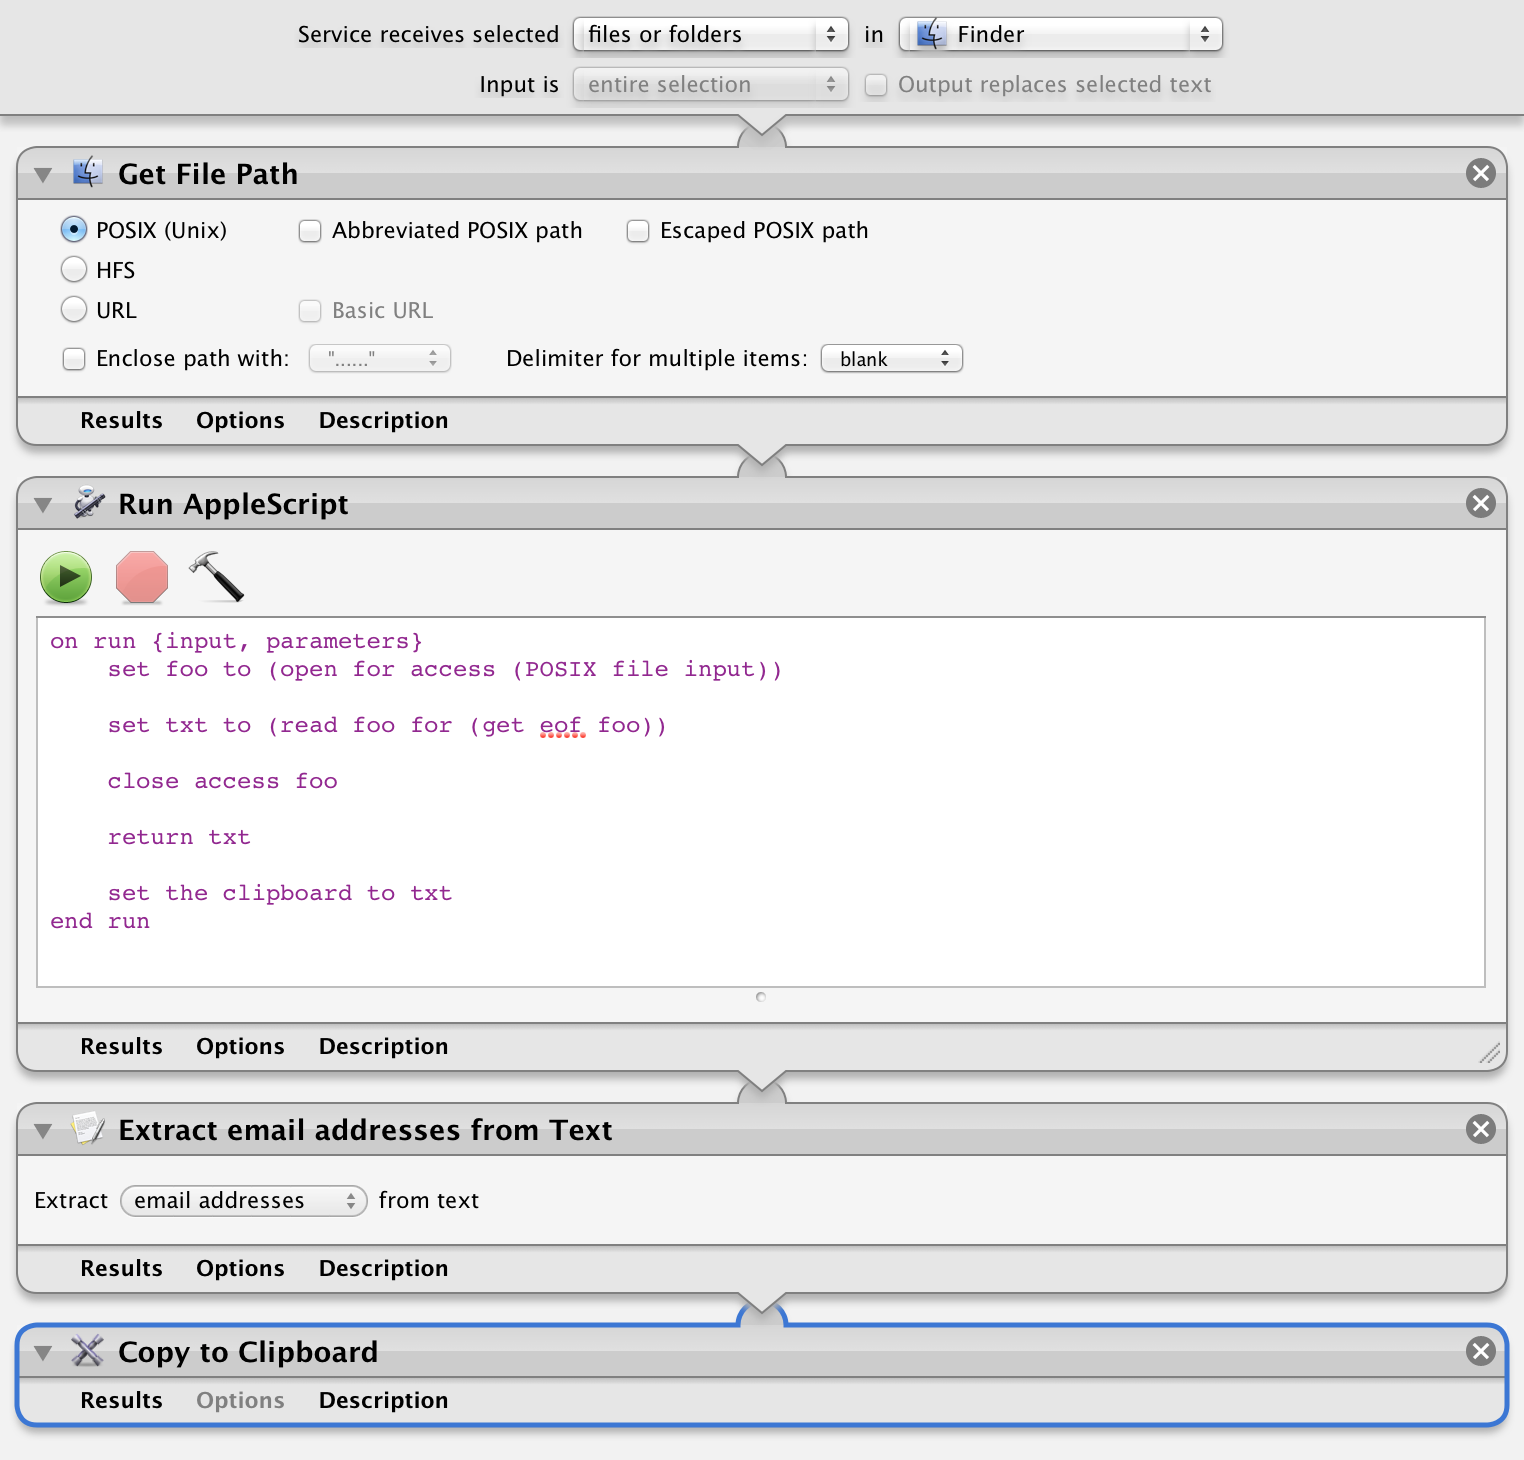 Service receives selected files or folders in Finder
Input is entire selection Output replaces selected text
Get File Path
POSIX (Unix) Abbreviated POSIX path Escaped POSIX path
HFS
URL Basic URL
Enclose path with: "......" Delimiter for multiple items: blank
Results Options Description
Run AppleScript
on run {input, parameters}
set foo to (open for access (POSIX file input))
set txt to (read foo for (get eof foo))
close access foo
return txt
set the clipboard to txt
end run
Results Options Description
Extract email addresses from Text
Extract email addresses from text
Results Options Description
Copy to Clipboard
Results Options Description